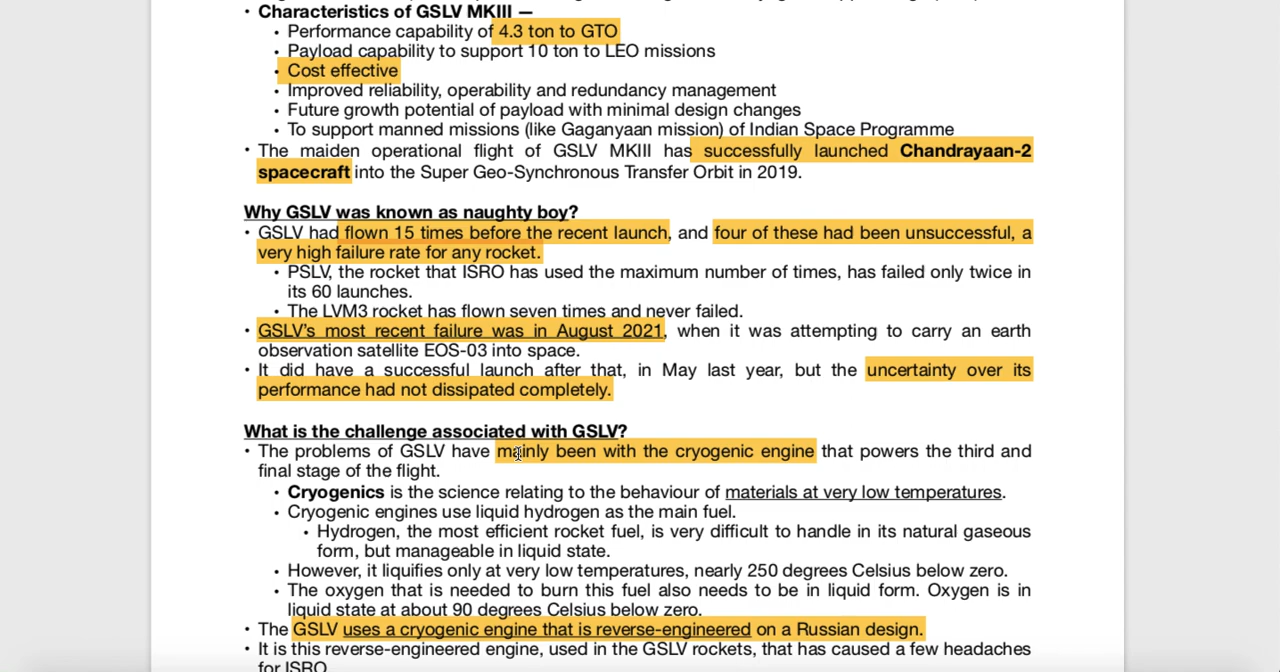 • Characteristics of GSLV MKIII —
• Performance capability of 4.3 ton to GTO
• Payload capability to support 10 ton to LEO missions
• Cost effective
• Improved reliability, operability and redundancy management
• Future growth potential of payload with minimal design changes
• To support manned missions (like Gaganyaan mission) of Indian Space Programme
• The maiden operational flight of GSLV MKIII has successfully launched Chandrayaan-2
spacecraft into the Super Geo-Synchronous Transfer Orbit in 2019.
Why GSLV was known as naughty boy?
• GSLV had flown 15 times before the recent launch, and four of these had been unsuccessful, a
very high failure rate for any rocket.
• PSLV, the rocket that ISRO has used the maximum number of times, has failed only twice in
its 60 launches.
• The LVM3 rocket has flown seven times and never failed.
• GSLV's most recent failure was in August 2021, when it was attempting to carry an earth
observation satellite EOS-03 into space.
• It did have a successful launch after that, in May last year, but the uncertainty over its
performance had not dissipated completely.
What is the challenge associated with GSLV?
• The problems of GSLV have mainly been with the cryogenic engine that powers the third and
final stage of the flight.
• Cryogenics is the science relating to the behaviour of materials at very low temperatures.
• Cryogenic engines use liquid hydrogen as the main fuel.
• Hydrogen, the most efficient rocket fuel, is very difficult to handle in its natural gaseous
form, but manageable in liquid state.
• However, it liquifies only at very low temperatures, nearly 250 degrees Celsius below zero.
• The oxygen that is needed to burn this fuel also needs to be in liquid form. Oxygen is in
liquid state at about 90 degrees Celsius below zero.
• The GSLV uses a cryogenic engine that is reverse-engineered on a Russian design.
• It is this reverse-engineered engine, used in the GSLV rockets, that has caused a few headaches
for ISRO.